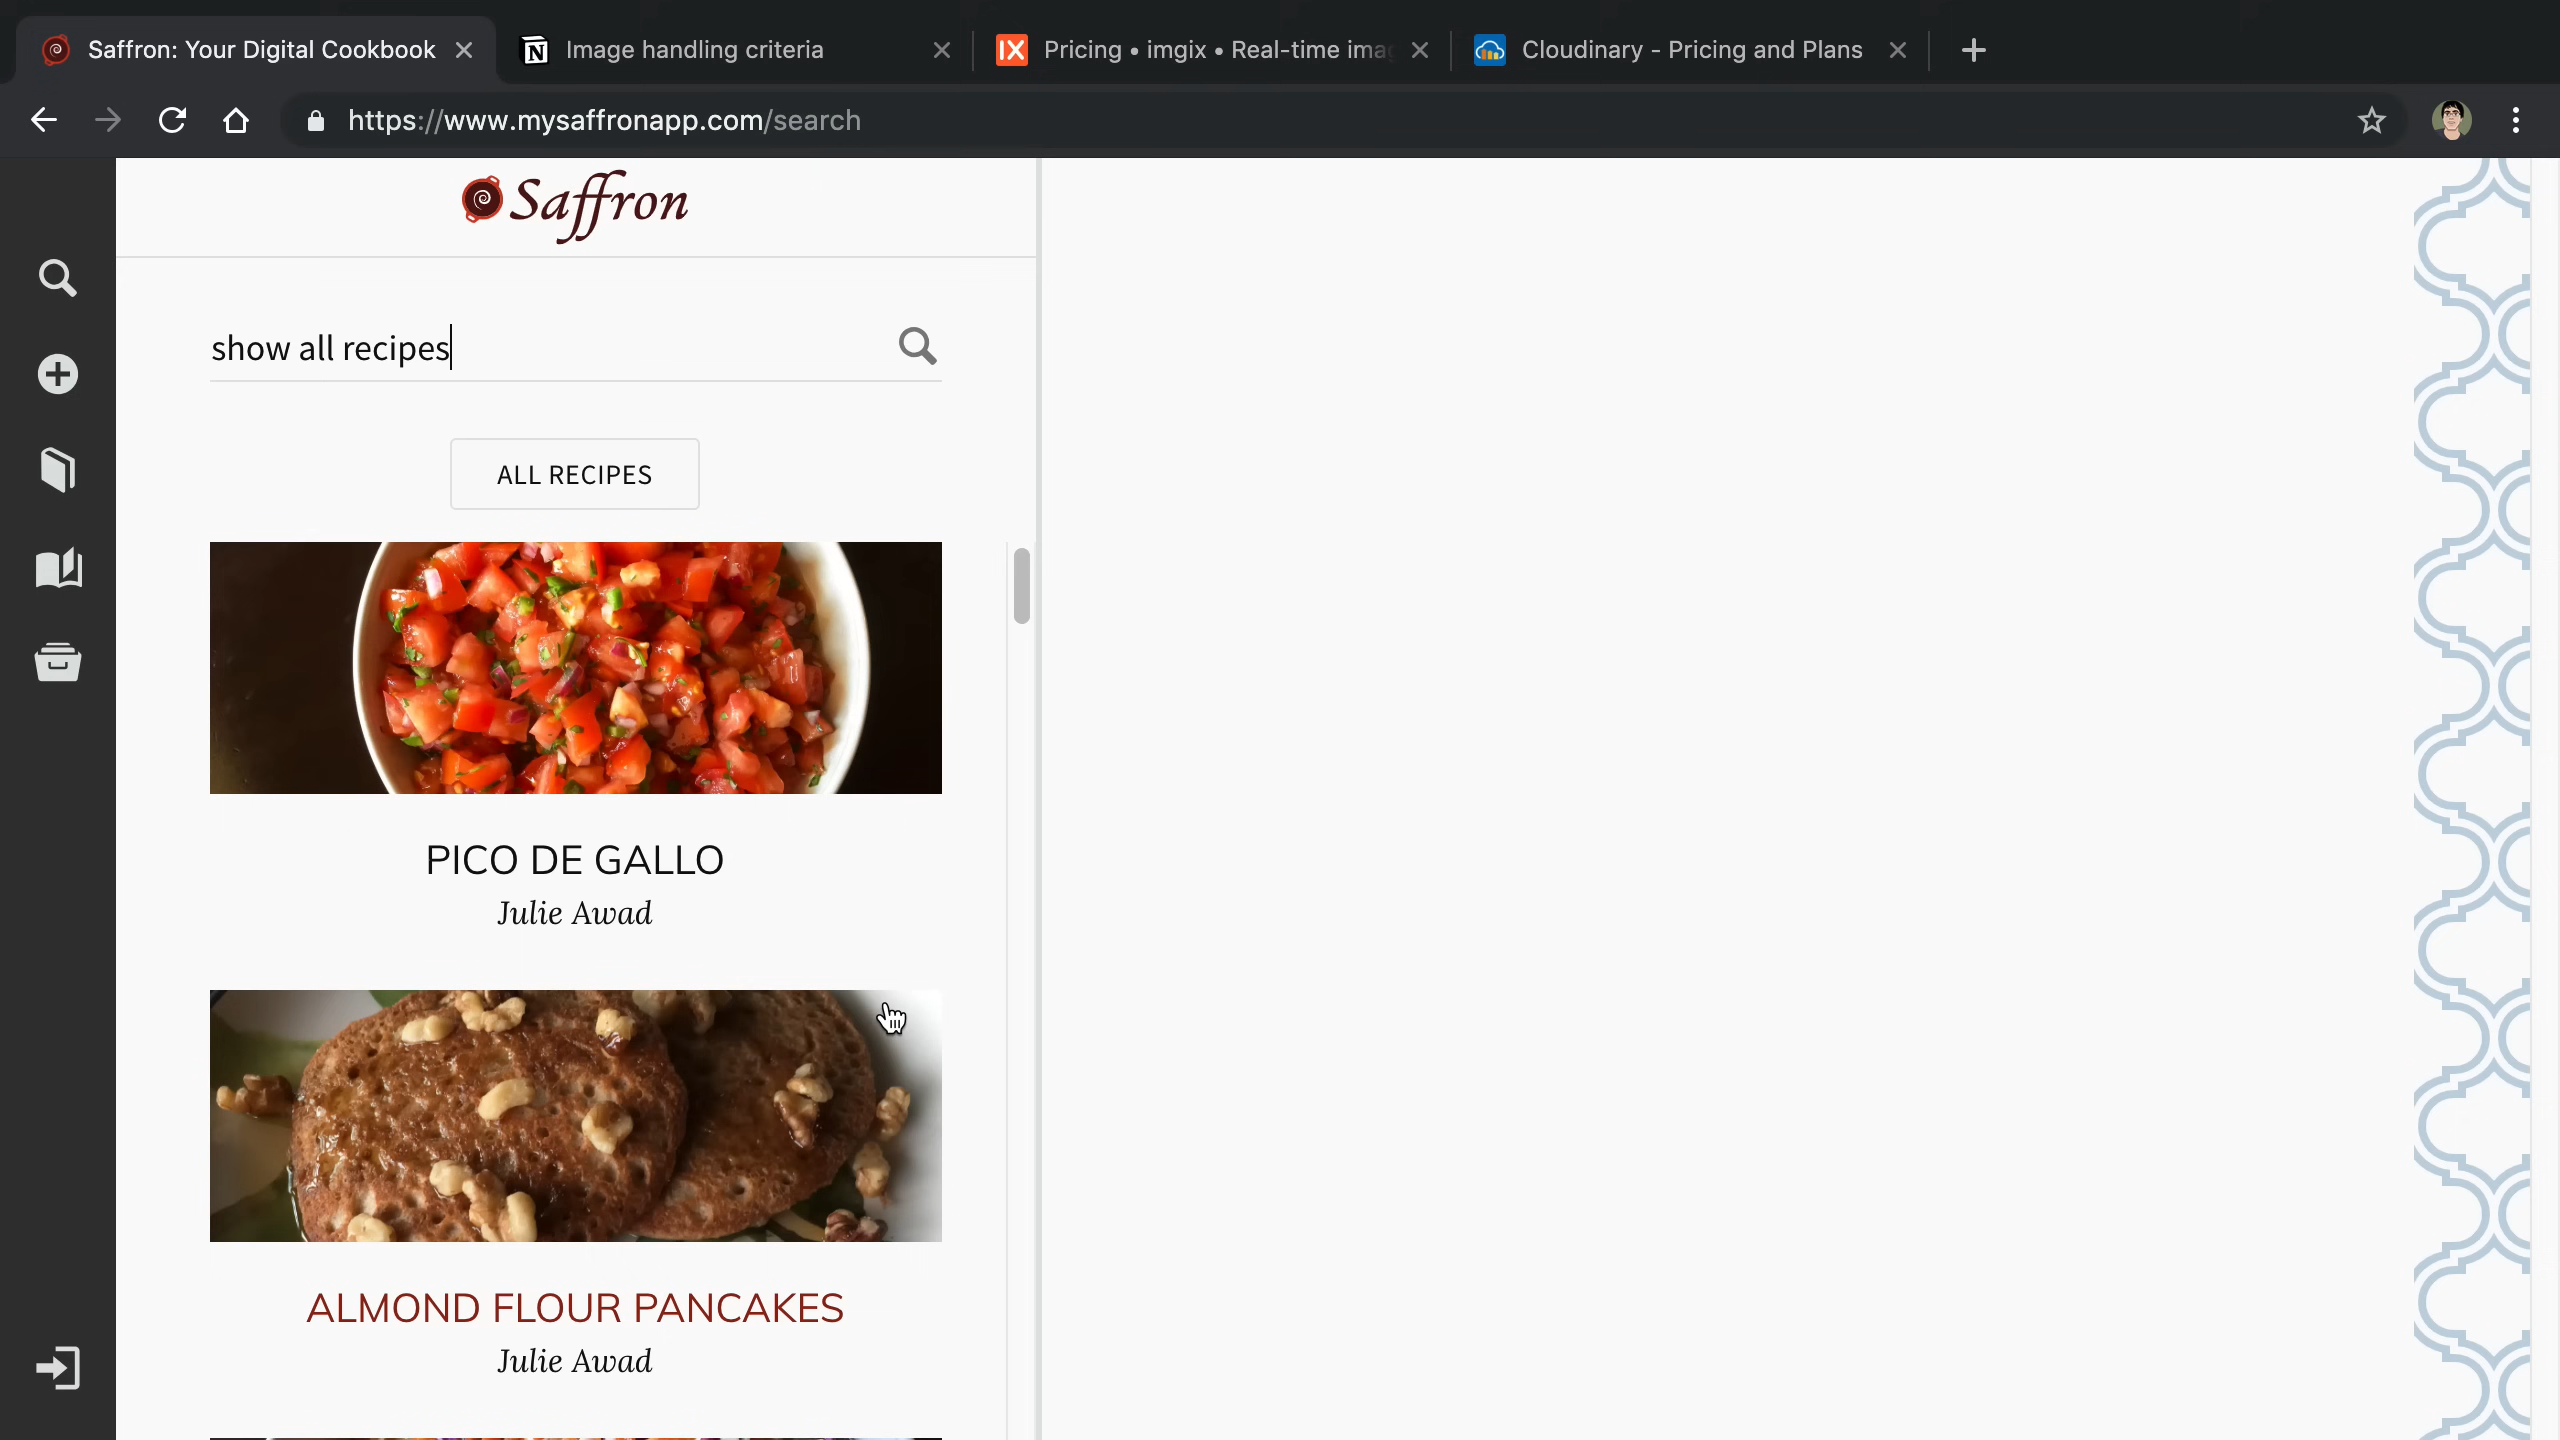 Saffron: Your Digital Cookbook
Image handling criteria
Pricing • imgix • Real-time ima
Cloudinary - Pricing and Plans
https://www.mysaffronapp.com/search
Saffron
show all recipes
ALL RECIPES
PICO DE GALLO
Julie Awad
ALMOND FLOUR PANCAKES
Julie Awad